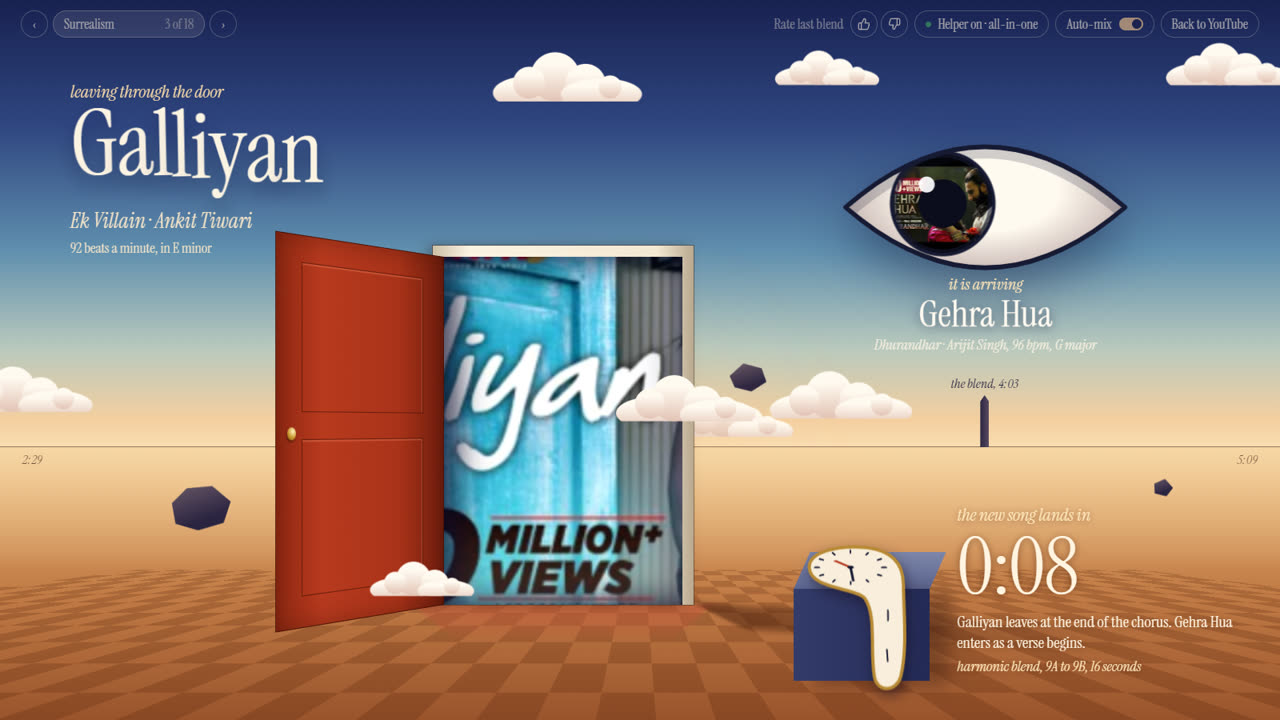 Surrealism 3 of 18
Rate last blend
Helper on · all-in-one
Auto-mix
Back to YouTube
leaving through the door
Galliyan
Ek Villain · Ankit Tiwari
92 beats a minute, in E minor
liyan
MILLION+
VIEWS
EHRA
HUA
it is arriving
Gehra Hua
Dhurandhar · Arijit Singh, 96 bpm, G major
the blend, 4:03
2:29
5:09
the new song lands in
0:08
Galliyan leaves at the end of the chorus. Gehra Hua
enters as a verse begins.
harmonic blend, 9A to 9B, 16 seconds